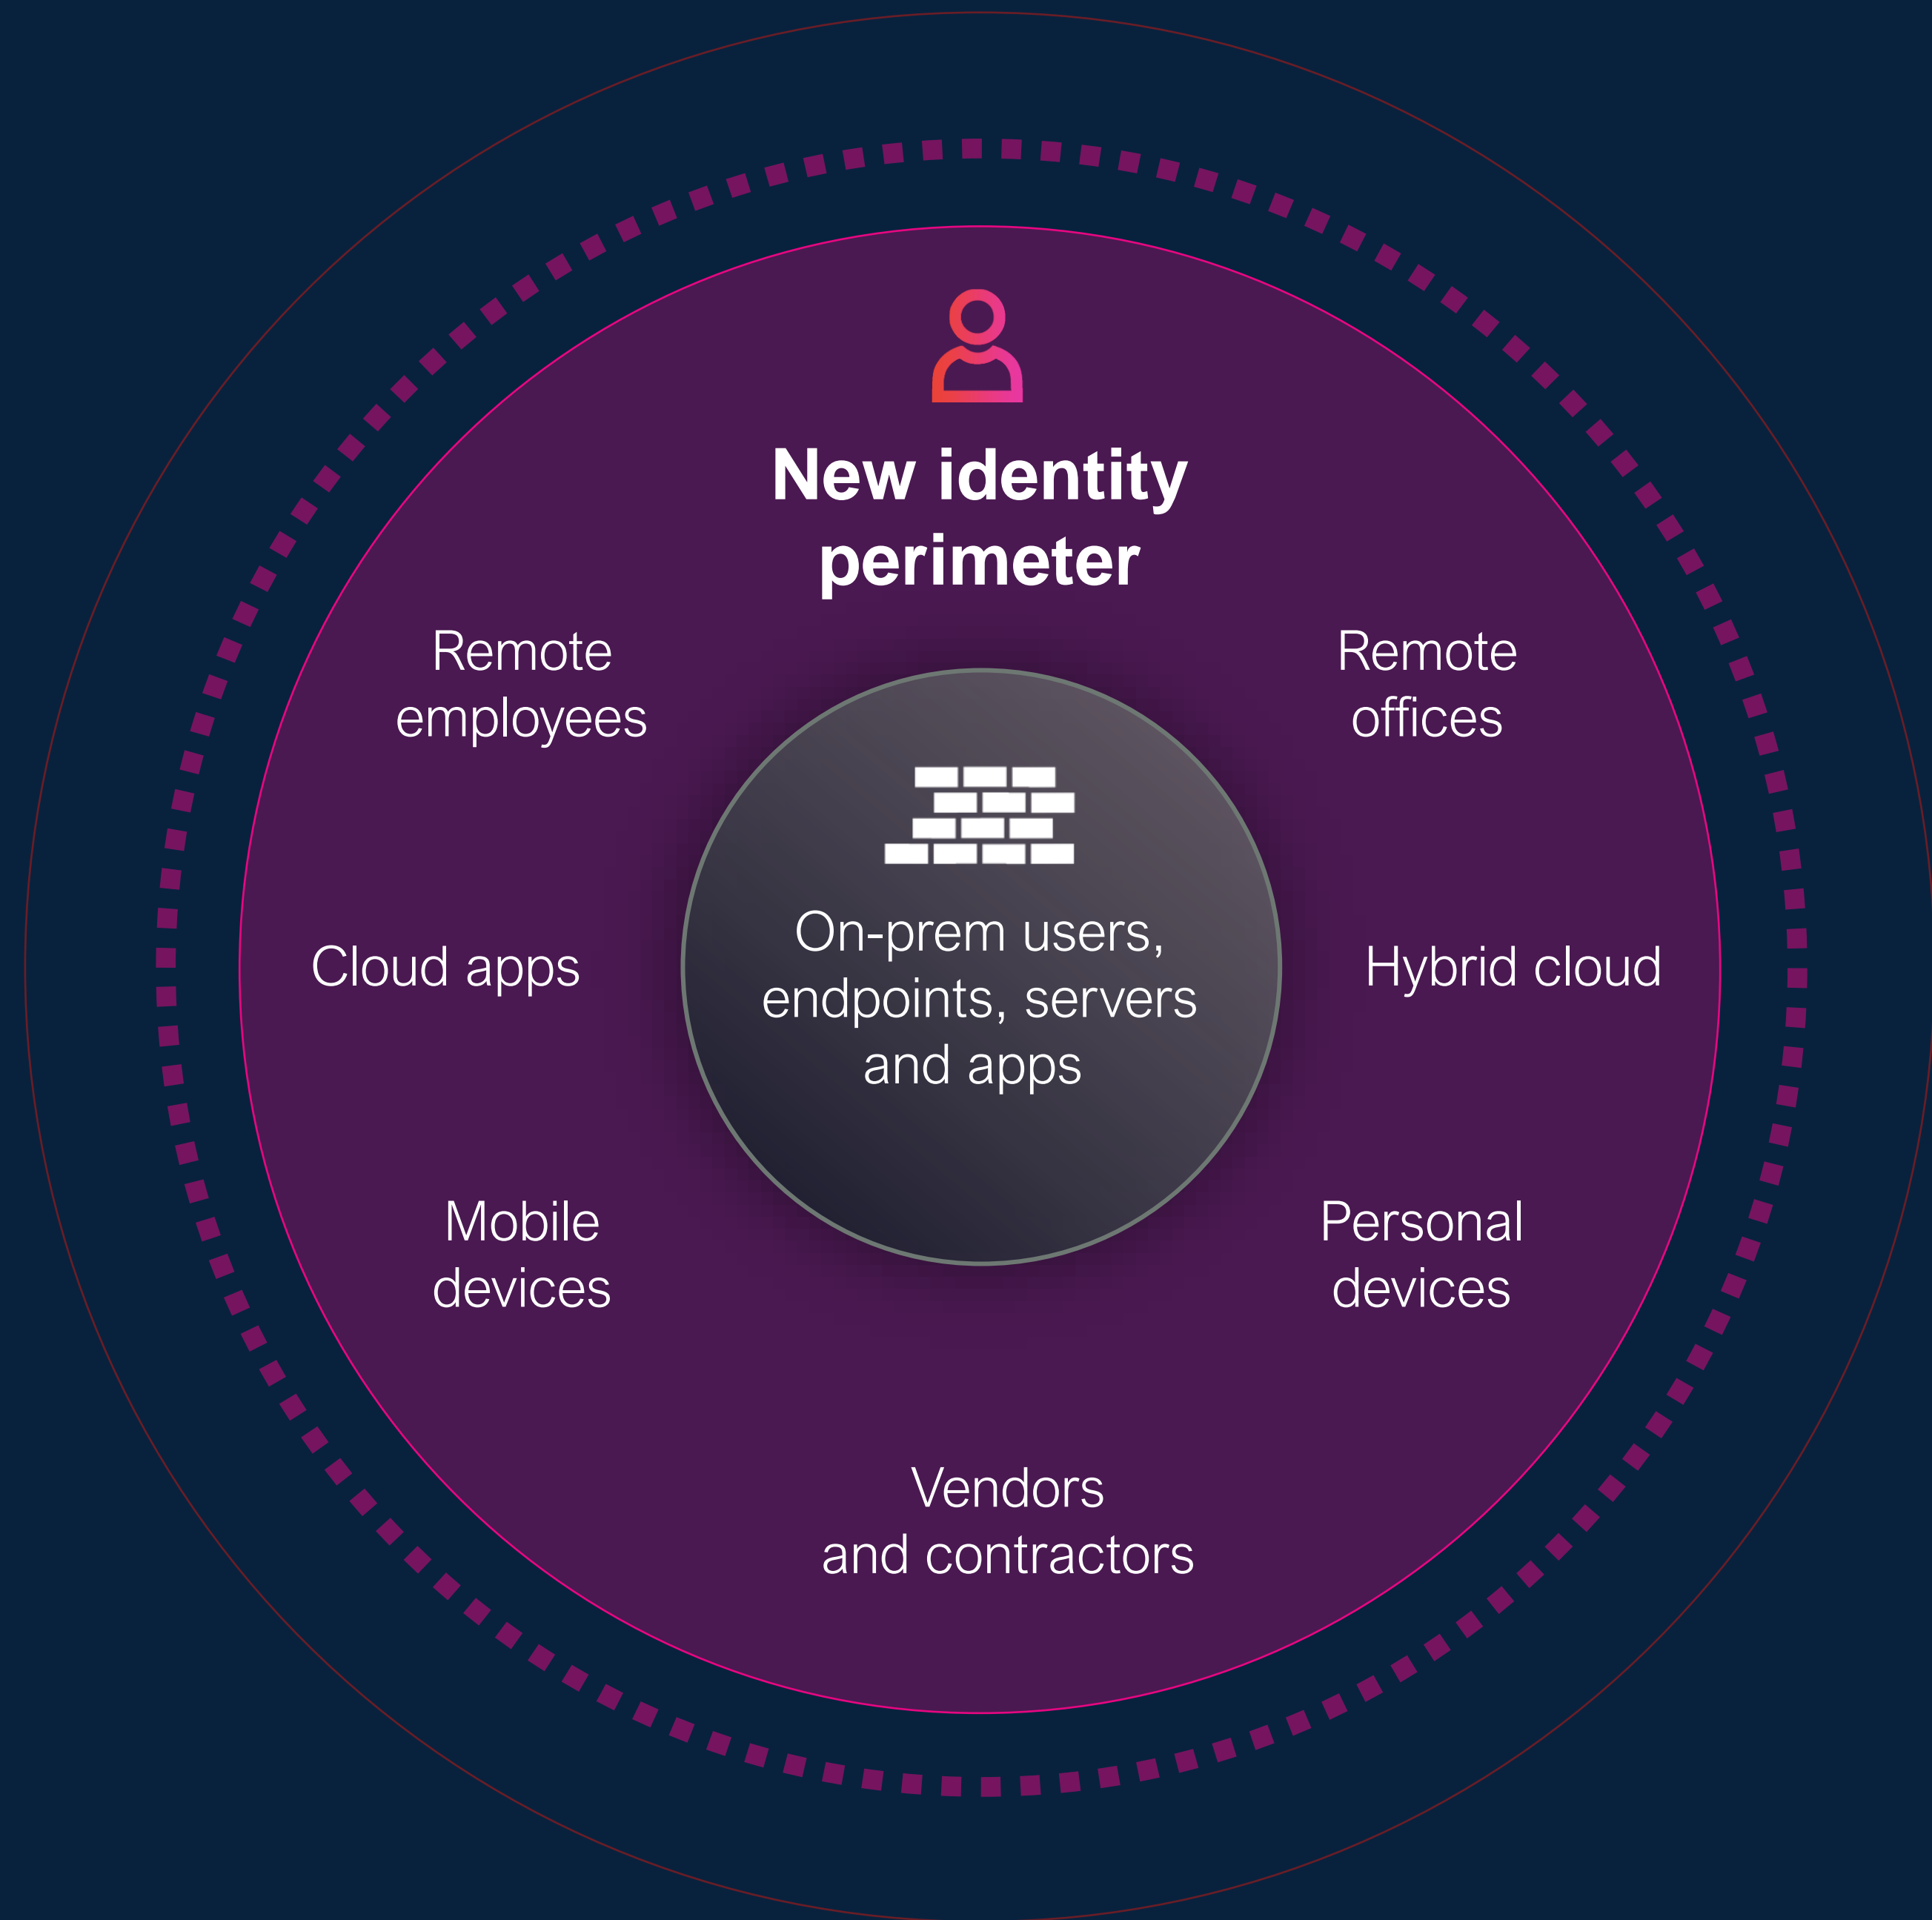 New identity
perimeter
Remote
employees
Remote
offices
On-prem users,
endpoints, servers
and apps
Cloud apps
Hybrid cloud
Mobile
devices
Personal
devices
Vendors
and contractors